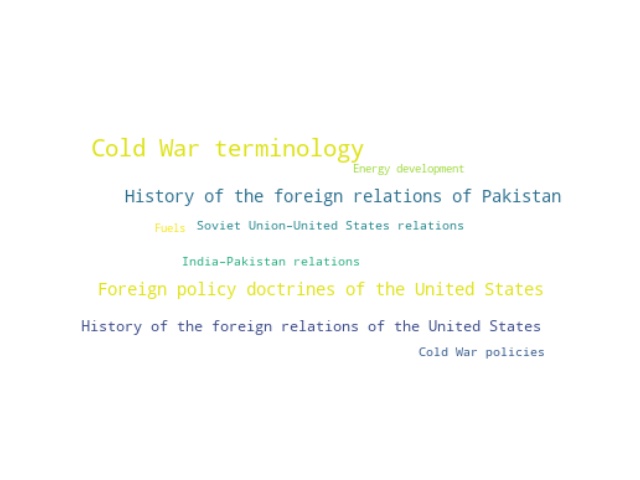 Cold War terminology
Energy development
History of the foreign relations of Pakistan
Fuels
Soviet Union–United States relations
India–Pakistan relations
Foreign policy doctrines of the United States
History of the foreign relations of the United States
Cold War policies